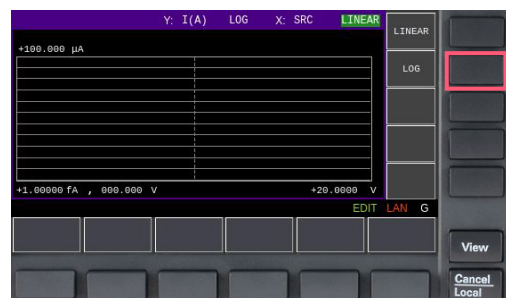 Y: I(A) LOG X: SRC LINEAR
LINEAR
+100.000 µA
LOG
+1.00000 fA , 000.000 V +20.0000 V
EDIT LAN G
View
Cancel
Local